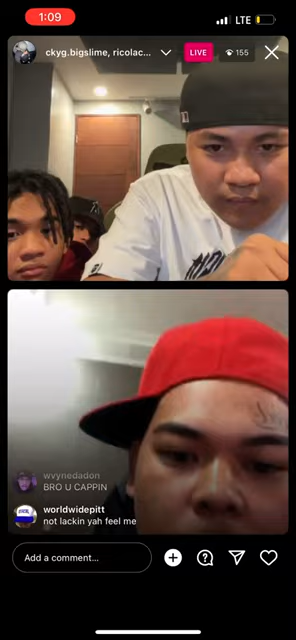 1:09
LTE
ckyg.bigslime, ricolac...
LIVE
155
wvynedadon
BRO U CAPPIN
worldwidepitt
not lackin yah feel me
Add a comment...